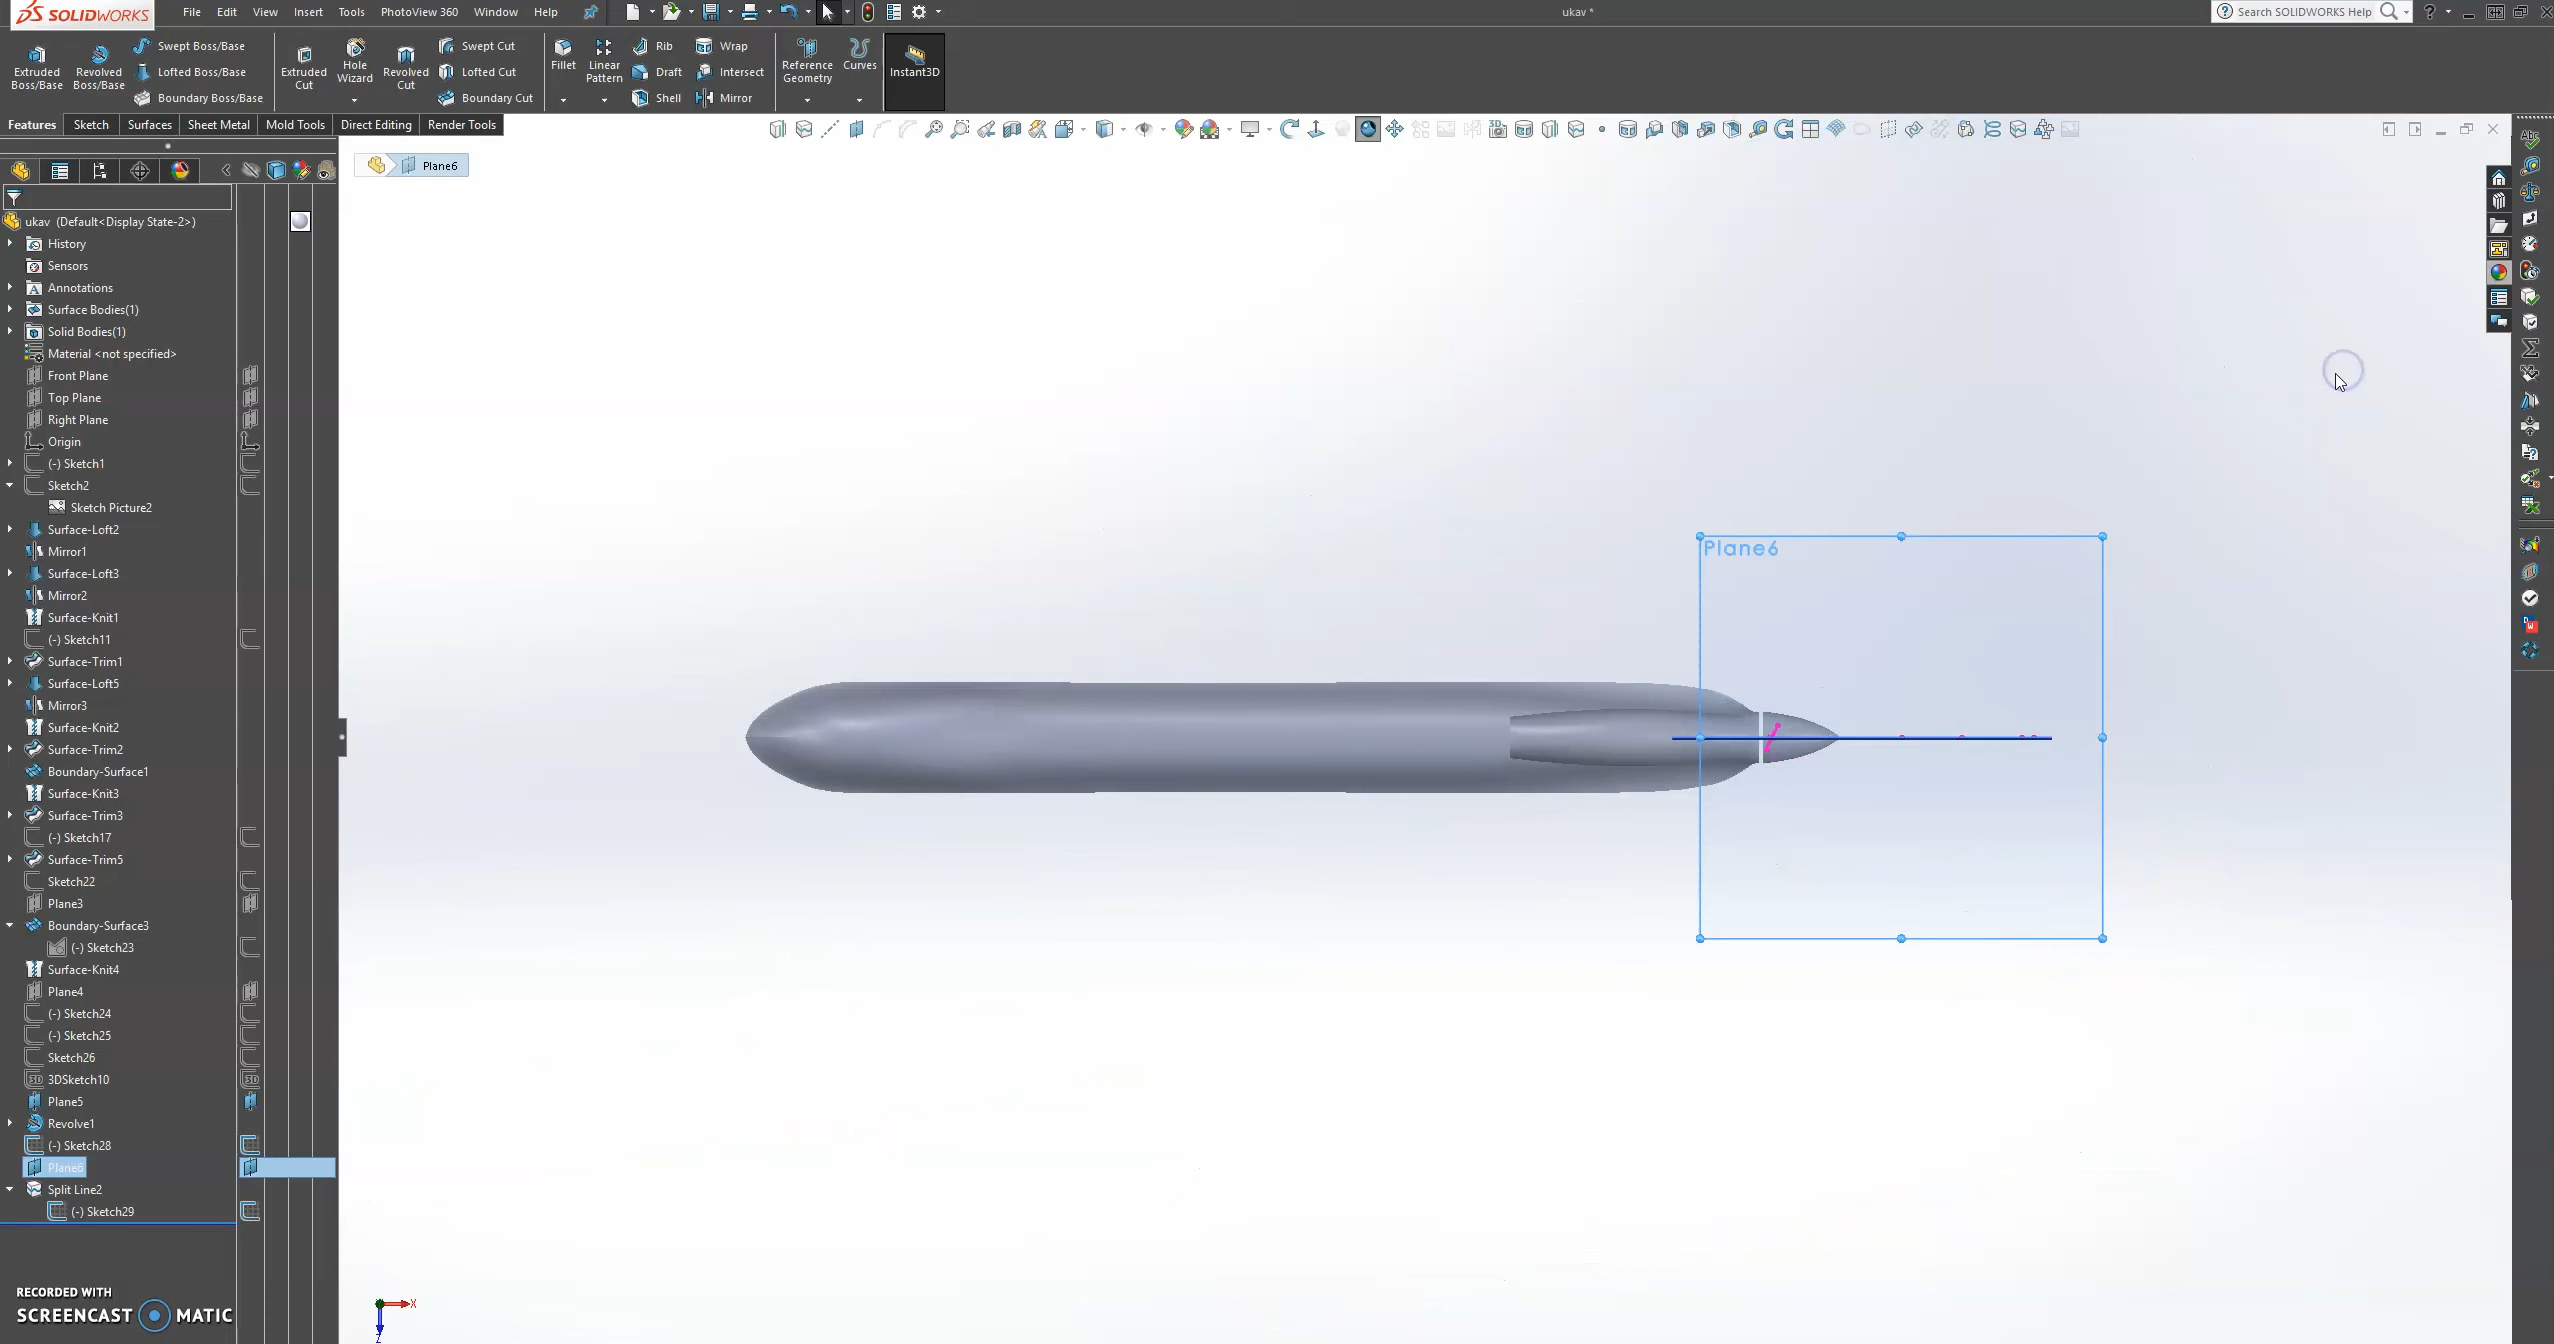 SOLIDWORKS File Edit View Insert Tools PhotoView 360 Window Help
ukav *
Search SOLIDWORKS Help
Extruded Boss/Base
Revolved Boss/Base
Swept Boss/Base
Lofted Boss/Base
Boundary Boss/Base
Extruded Cut
Hole Wizard
Revolved Cut
Swept Cut
Lofted Cut
Boundary Cut
Fillet
Linear Pattern
Rib
Draft
Shell
Wrap
Intersect
Mirror
Reference Geometry
Curves
Instant3D
Features Sketch Surfaces Sheet Metal Mold Tools Direct Editing Render Tools
Plane6
ukav (Default<Display State-2>)
History
Sensors
Annotations
Surface Bodies(1)
Solid Bodies(1)
Material <not specified>
Front Plane
Top Plane
Right Plane
Origin
(-) Sketch1
Sketch2
Sketch Picture2
Surface-Loft2
Mirror1
Surface-Loft3
Mirror2
Surface-Knit1
(-) Sketch11
Surface-Trim1
Surface-Loft5
Mirror3
Surface-Knit2
Surface-Trim2
Boundary-Surface1
Surface-Knit3
Surface-Trim3
(-) Sketch17
Surface-Trim5
Sketch22
Plane3
Boundary-Surface3
(-) Sketch23
Surface-Knit4
Plane4
(-) Sketch24
(-) Sketch25
Sketch26
3DSketch10
Plane5
Revolve1
(-) Sketch28
Plane6
Split Line2
(-) Sketch29
Plane6
X
Z
RECORDED WITH
SCREENCAST MATIC